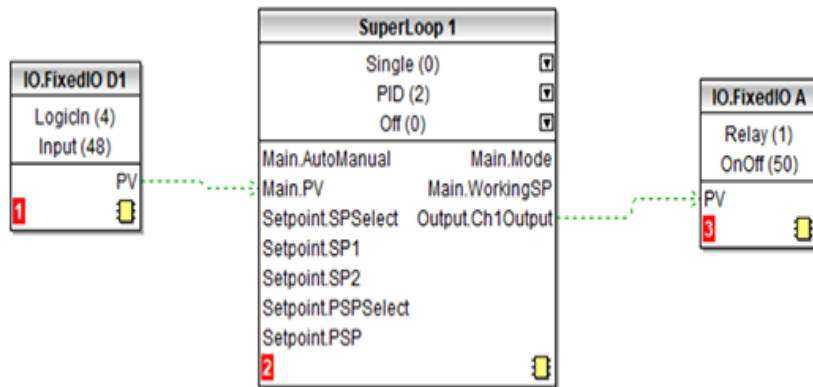 IO.FixedIO D1
LogicIn (4)
Input (48)
PV
1
SuperLoop 1
Single (0)
PID (2)
Off (0)
Main.AutoManual Main.Mode
Main.PV Main.WorkingSP
Setpoint.SPSelect Output.Ch1Output
Setpoint.SP1
Setpoint.SP2
Setpoint.PSPSelect
Setpoint.PSP
2
IO.FixedIO A
Relay (1)
OnOff (50)
PV
3